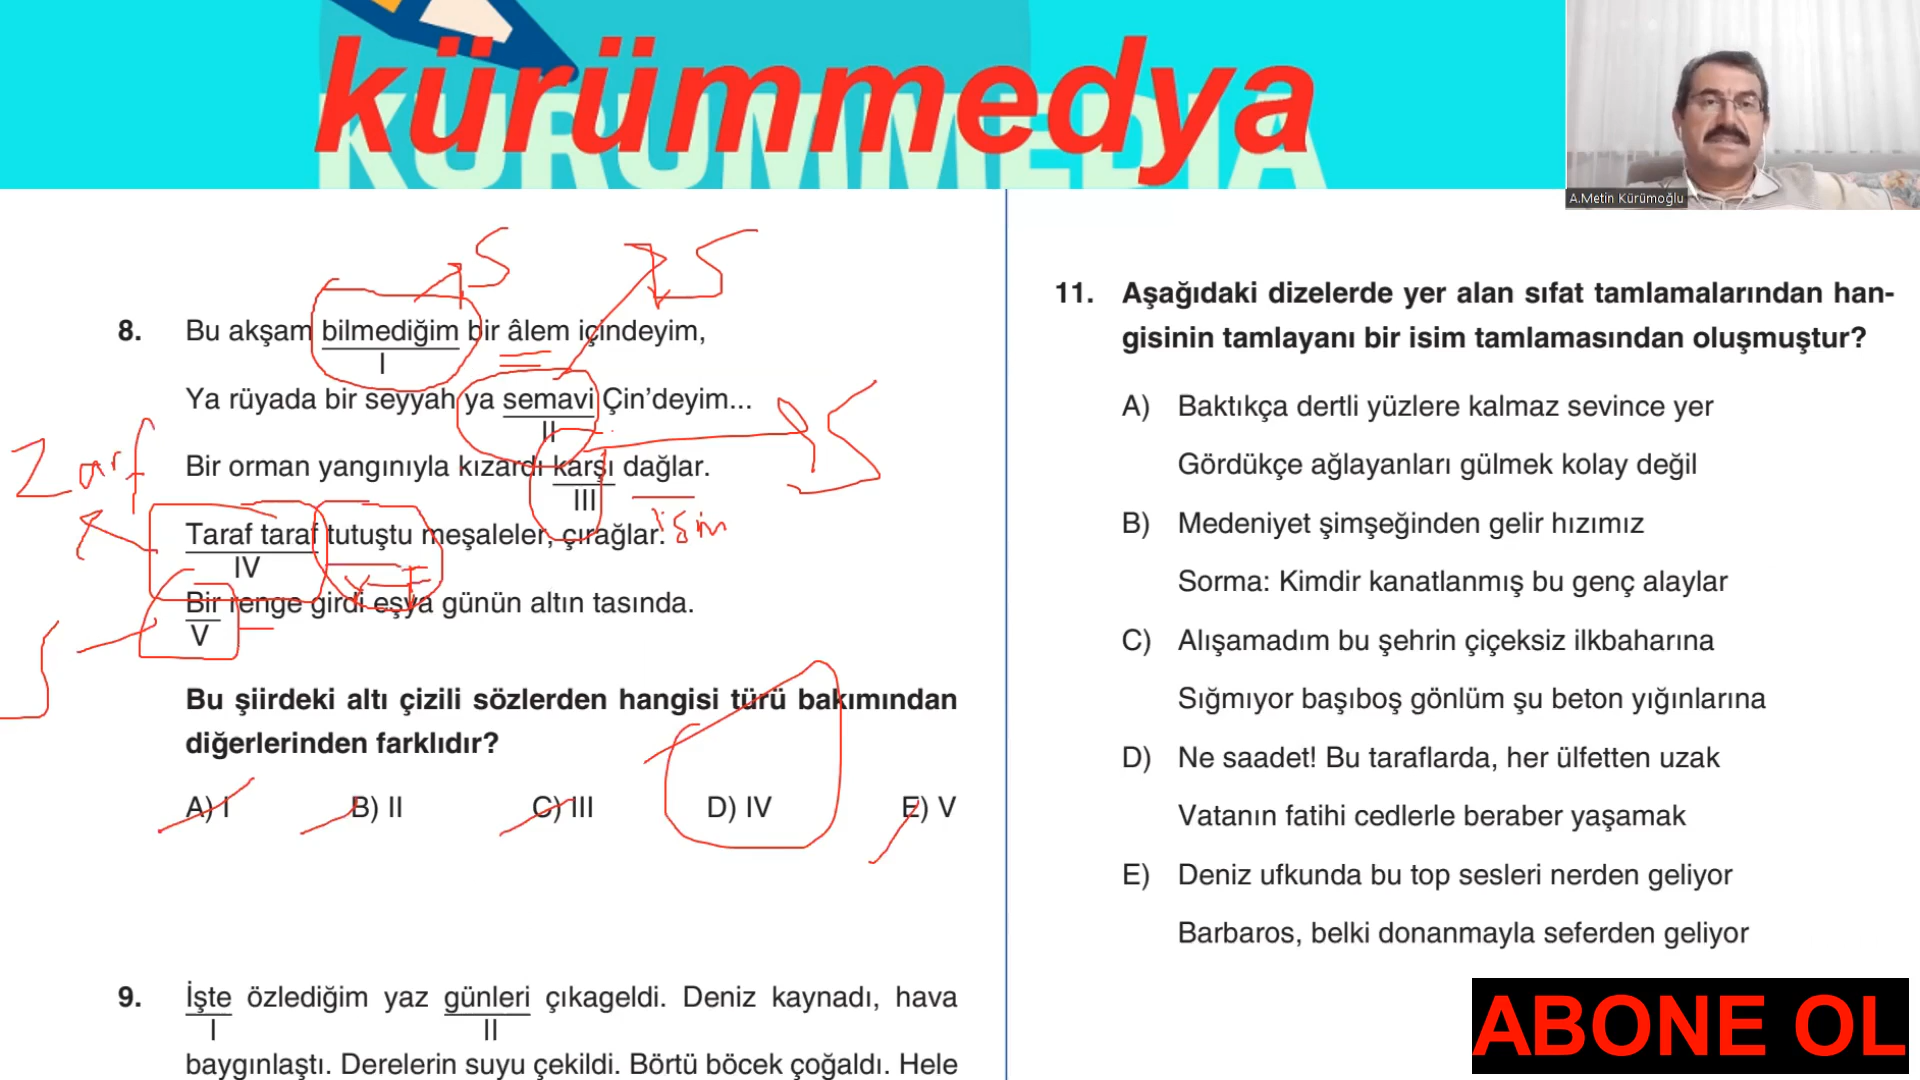 kürümmedya
KÜRÜMMEDIA
A.Metin Kürümoğlu
8. Bu akşam bilmediğim bir âlem içindeyim,
I
Ya rüyada bir seyyah ya semavi Çin'deyim...
II
Bir orman yangınıyla kızardı karşı dağlar.
III
Taraf taraf tutuştu meşaleler, çırağlar.
IV
Bir renge girdi eşya günün altın tasında.
V
Zarf
isim
S
S
S
S
Bu şiirdeki altı çizili sözlerden hangisi türü bakımından
diğerlerinden farklıdır?
A) I B) II C) III D) IV E) V
9. İşte özlediğim yaz günleri çıkageldi. Deniz kaynadı, hava
I II
baygınlaştı. Derelerin suyu çekildi. Börtü böcek çoğaldı. Hele
11. Aşağıdaki dizelerde yer alan sıfat tamlamalarından han-
gisinin tamlayanı bir isim tamlamasından oluşmuştur?
A) Baktıkça dertli yüzlere kalmaz sevince yer
Gördükçe ağlayanları gülmek kolay değil
B) Medeniyet şimşeğinden gelir hızımız
Sorma: Kimdir kanatlanmış bu genç alaylar
C) Alışamadım bu şehrin çiçeksiz ilkbaharına
Sığmıyor başıboş gönlüm şu beton yığınlarına
D) Ne saadet! Bu taraflarda, her ülfetten uzak
Vatanın fatihi cedlerle beraber yaşamak
E) Deniz ufkunda bu top sesleri nerden geliyor
Barbaros, belki donanmayla seferden geliyor
ABONE OL